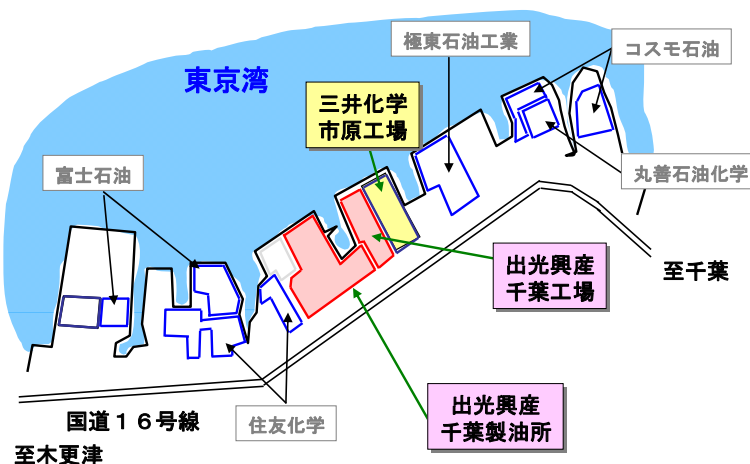 極東石油工業
コスモ石油
東京湾
三井化学
市原工場
富士石油
丸善石油化学
出光興産
千葉工場
至千葉
出光興産
千葉製油所
国道１６号線
住友化学
至木更津